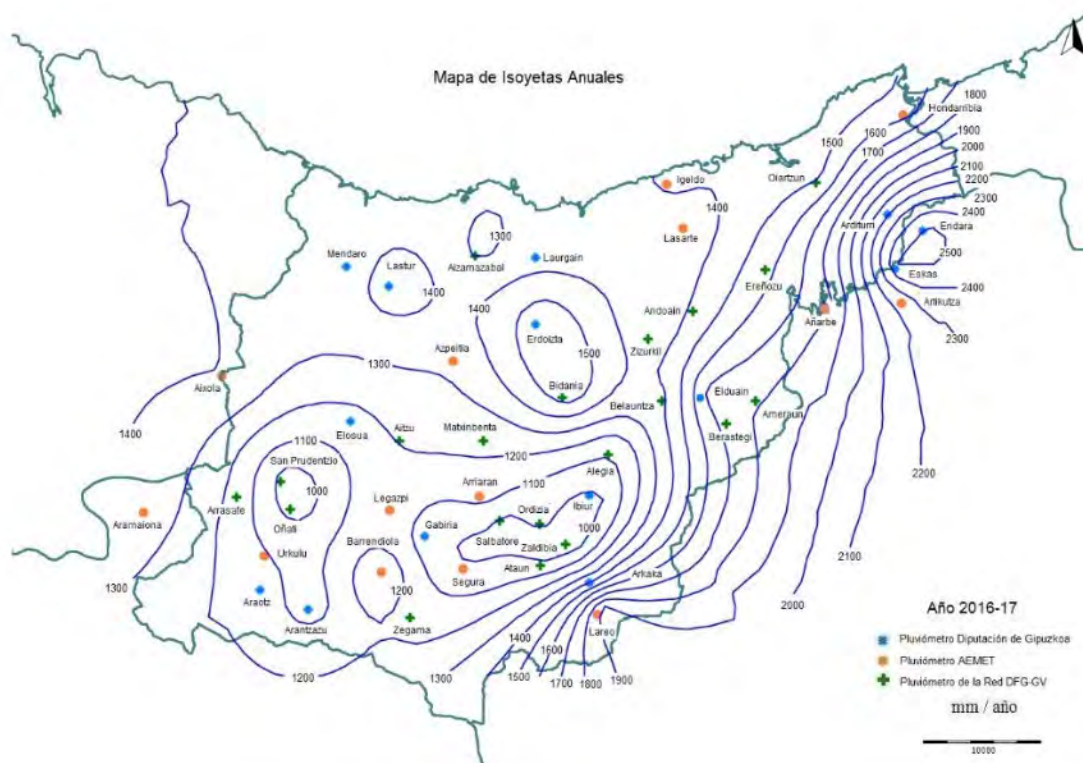 Mapa de Isoyetas Anuales
1800
Hondarribia
1600
1900
1500
1700
2000
2100
Igeldo
Oiartzun
2200
2300
1400
Arditurri
2400
Endara
Lasarte
1300
2500
Mendaro
Lastur
Aizarnazabal
Laurgain
Eskas
Ereñozu
2400
1400
Artikutza
1400
Andoain
Añarbe
2300
Erdoizta
Zizurkil
Azpeitia
1500
1300
Aixola
Bidania
Belauntza
Elduain
Ameraun
1400
Elosua
Aitzu
Matxinbenta
Berastegi
1100
1200
San Prudentzio
Alegia
2200
1000
Arriaran
1100
Arrasate
Legazpi
Ordizia
Ibiur
Aramaiona
Oñati
Gabiria
1000
Barrendiola
Salbatore
Zaldibia
Urkulu
Ataun
2100
Segura
Arkaka
1300
Araotz
1200
2000
Arantzazu
Zegama
Lareo
1400
1200
1300
1600
1500
1700
1800
1900
Año 2016-17
Pluviómetro Diputación de Gipuzkoa
Pluviómetro AEMET
Pluviómetro de la Red DFG-GV
mm / año
10000